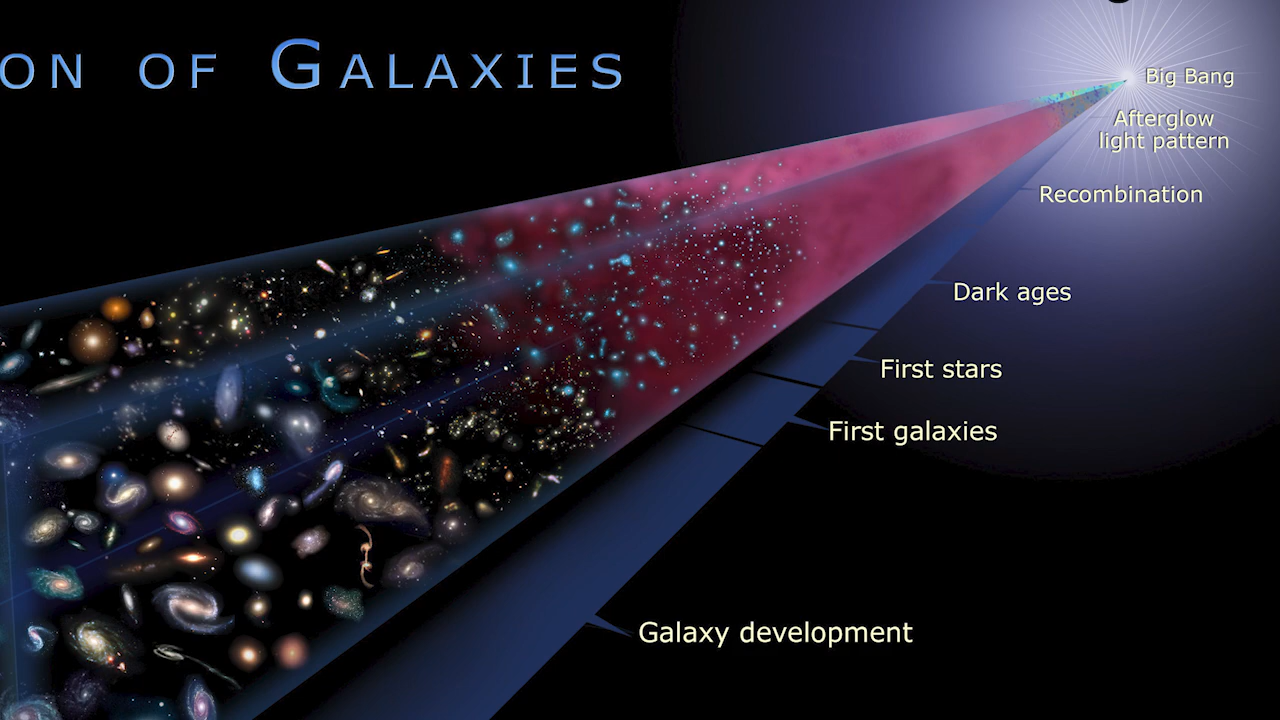 ON OF GALAXIES
Big Bang
Afterglow
light pattern
Recombination
Dark ages
First stars
First galaxies
Galaxy development